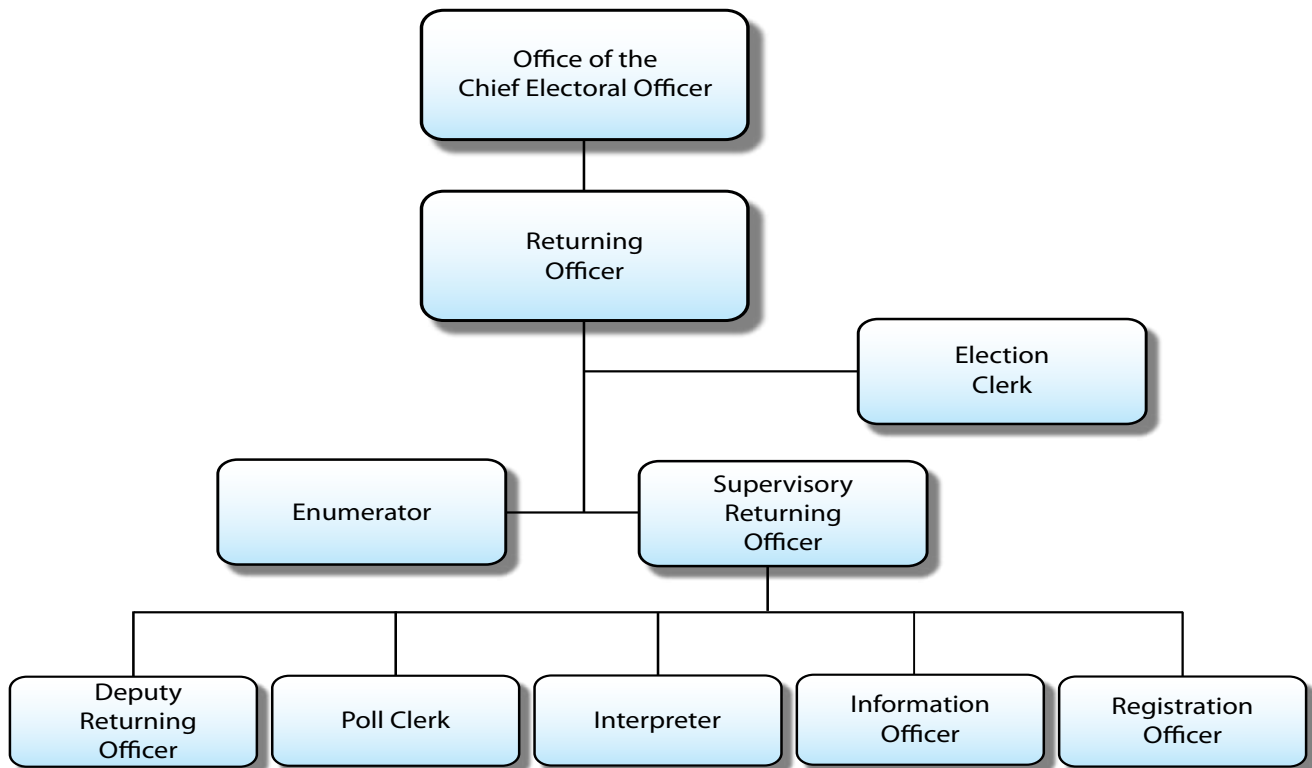 Office of the
Chief Electoral Officer
Returning
Officer
Election
Clerk
Enumerator
Supervisory
Returning
Officer
Deputy
Returning
Officer
Poll Clerk
Interpreter
Information
Officer
Registration
Officer